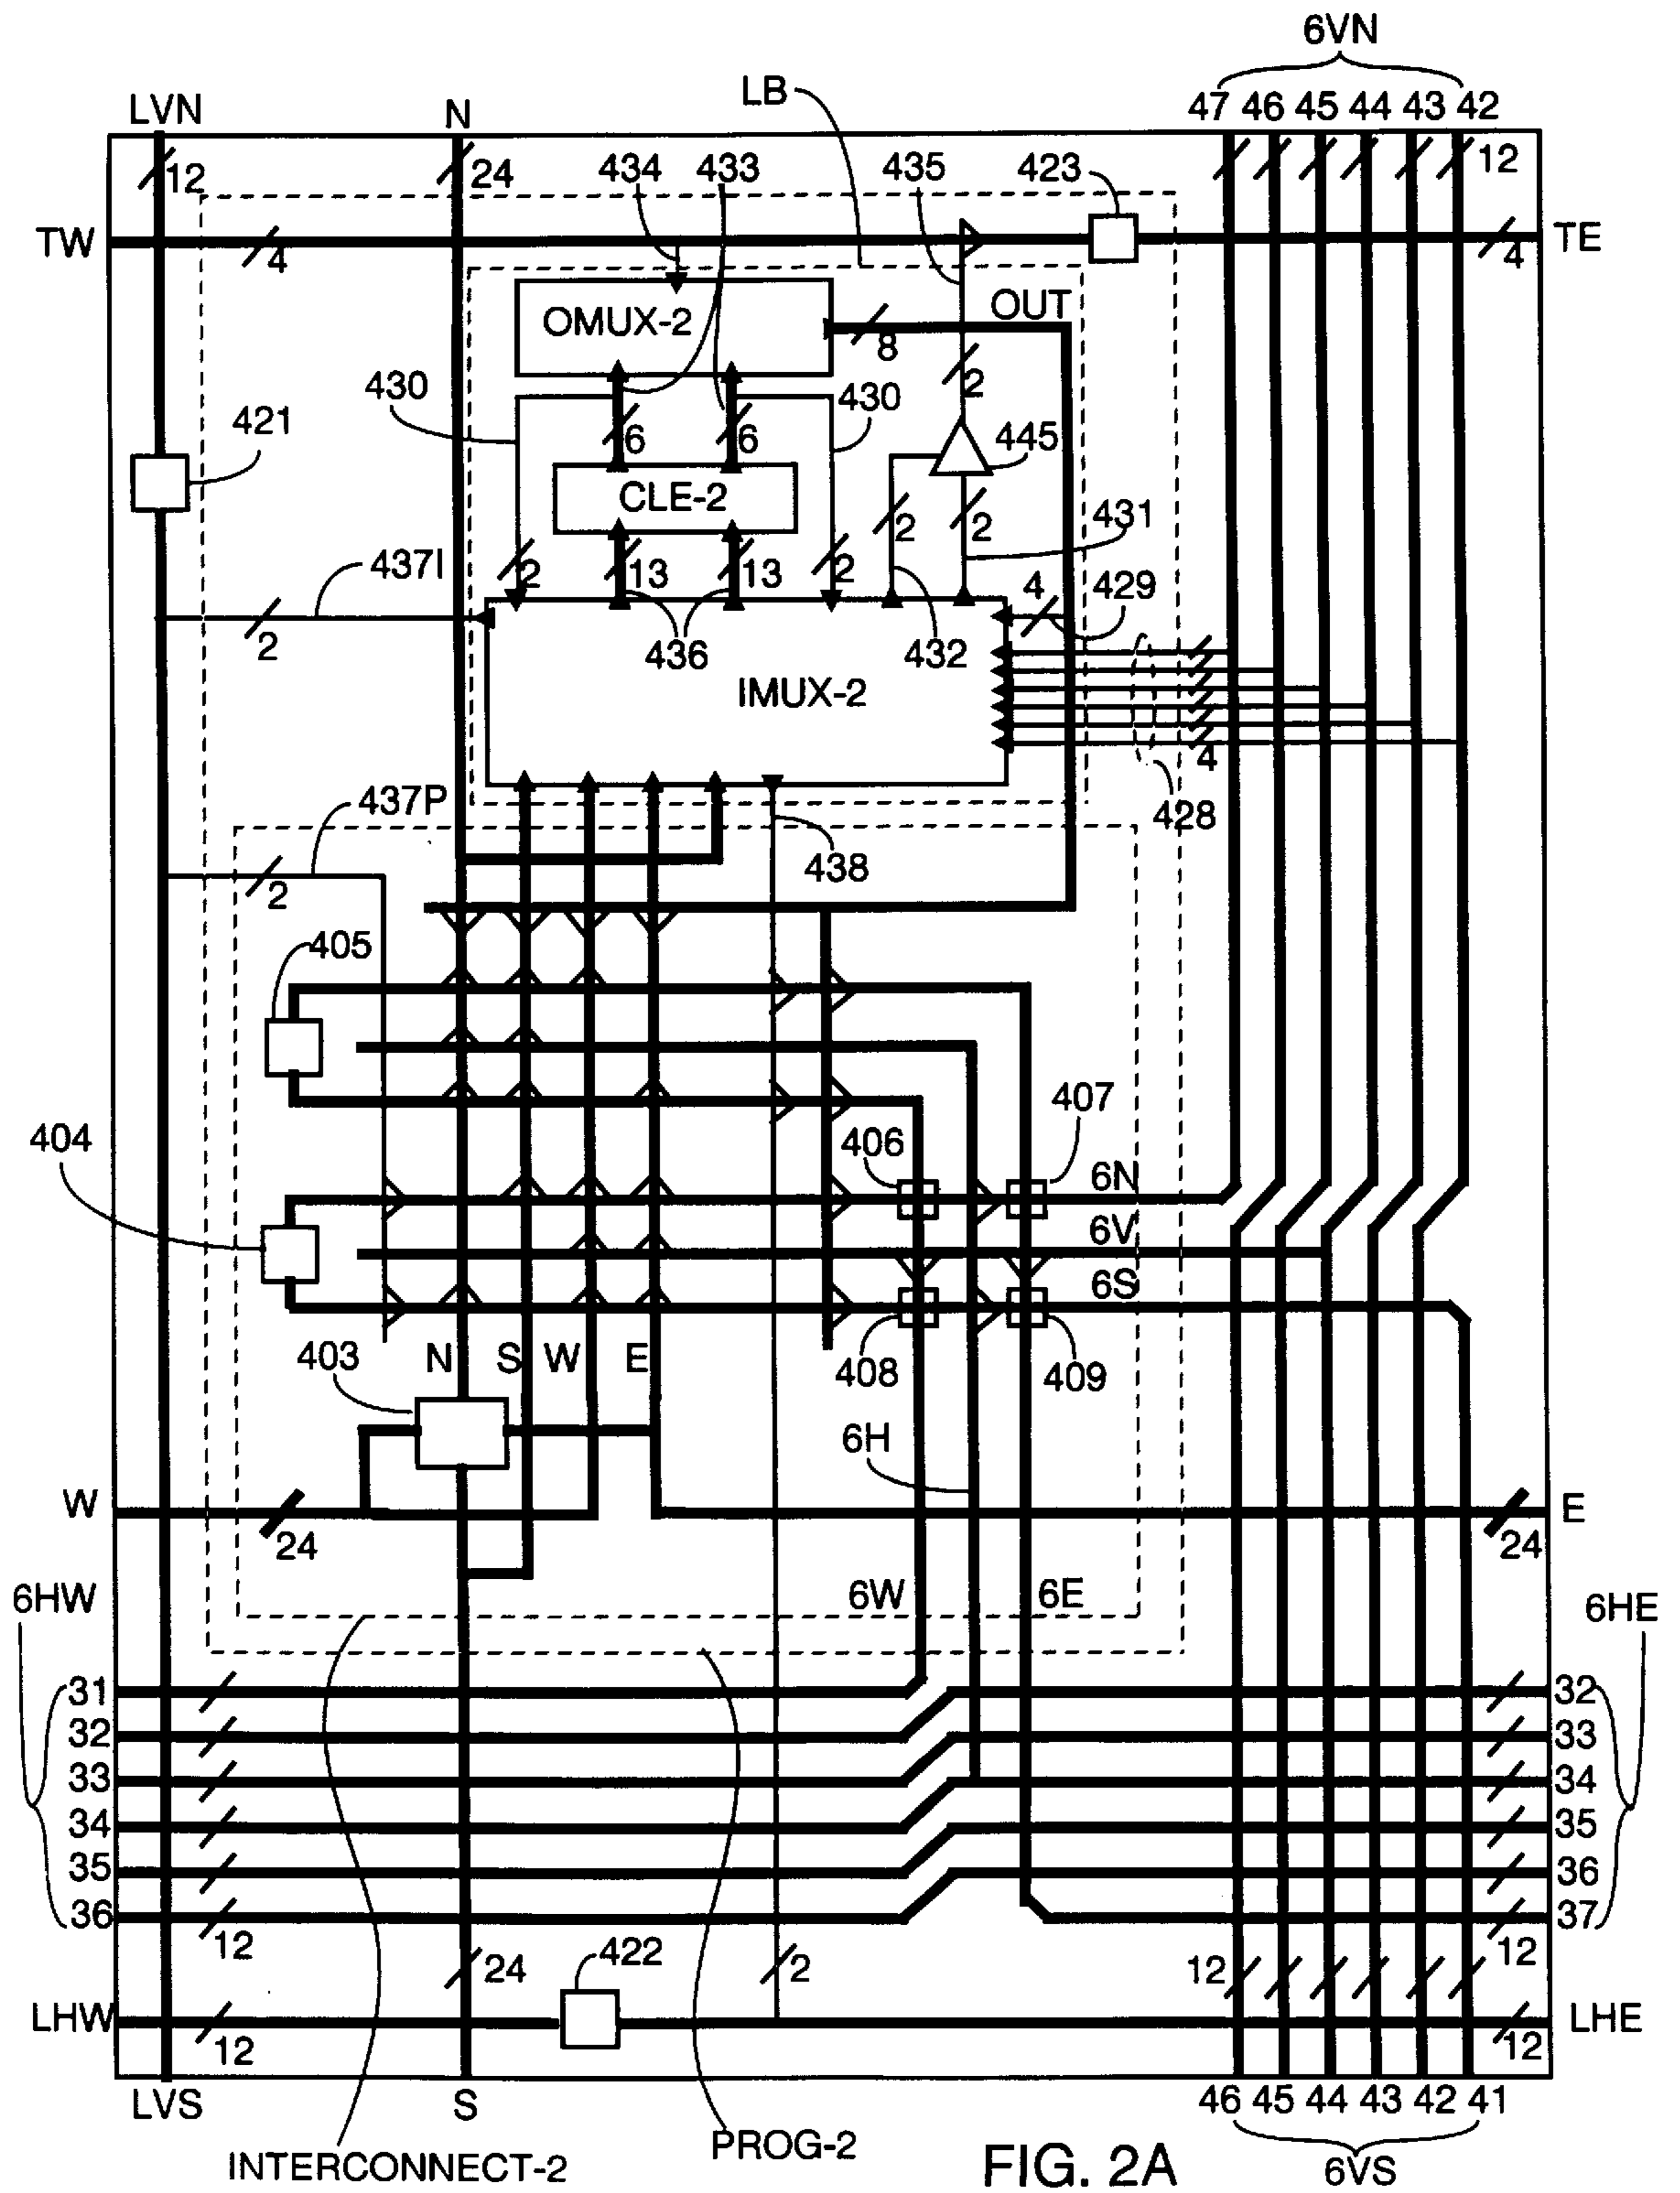 6VN
LB
LVN
N
47 46 45 44 43 42
12
24
434 433 435 423
12
TW
4
TE
4
OUT
OMUX-2
8
430
2
430
421
6
6
445
CLE-2
2
2
431
437I
2
13
13
2
4
429
2
436
432
IMUX-2
4
437P
428
2
438
405
407
404
406
6N
6V
6S
403
N S W E
408
409
6H
W
E
24
24
6HW
6W
6E
6HE
31
32
32
33
33
34
34
35
35
36
36
37
12
12
24
422
2
12
LHW
LHE
12
12
LVS
S
46 45 44 43 42 41
INTERCONNECT-2
PROG-2
FIG. 2A
6VS